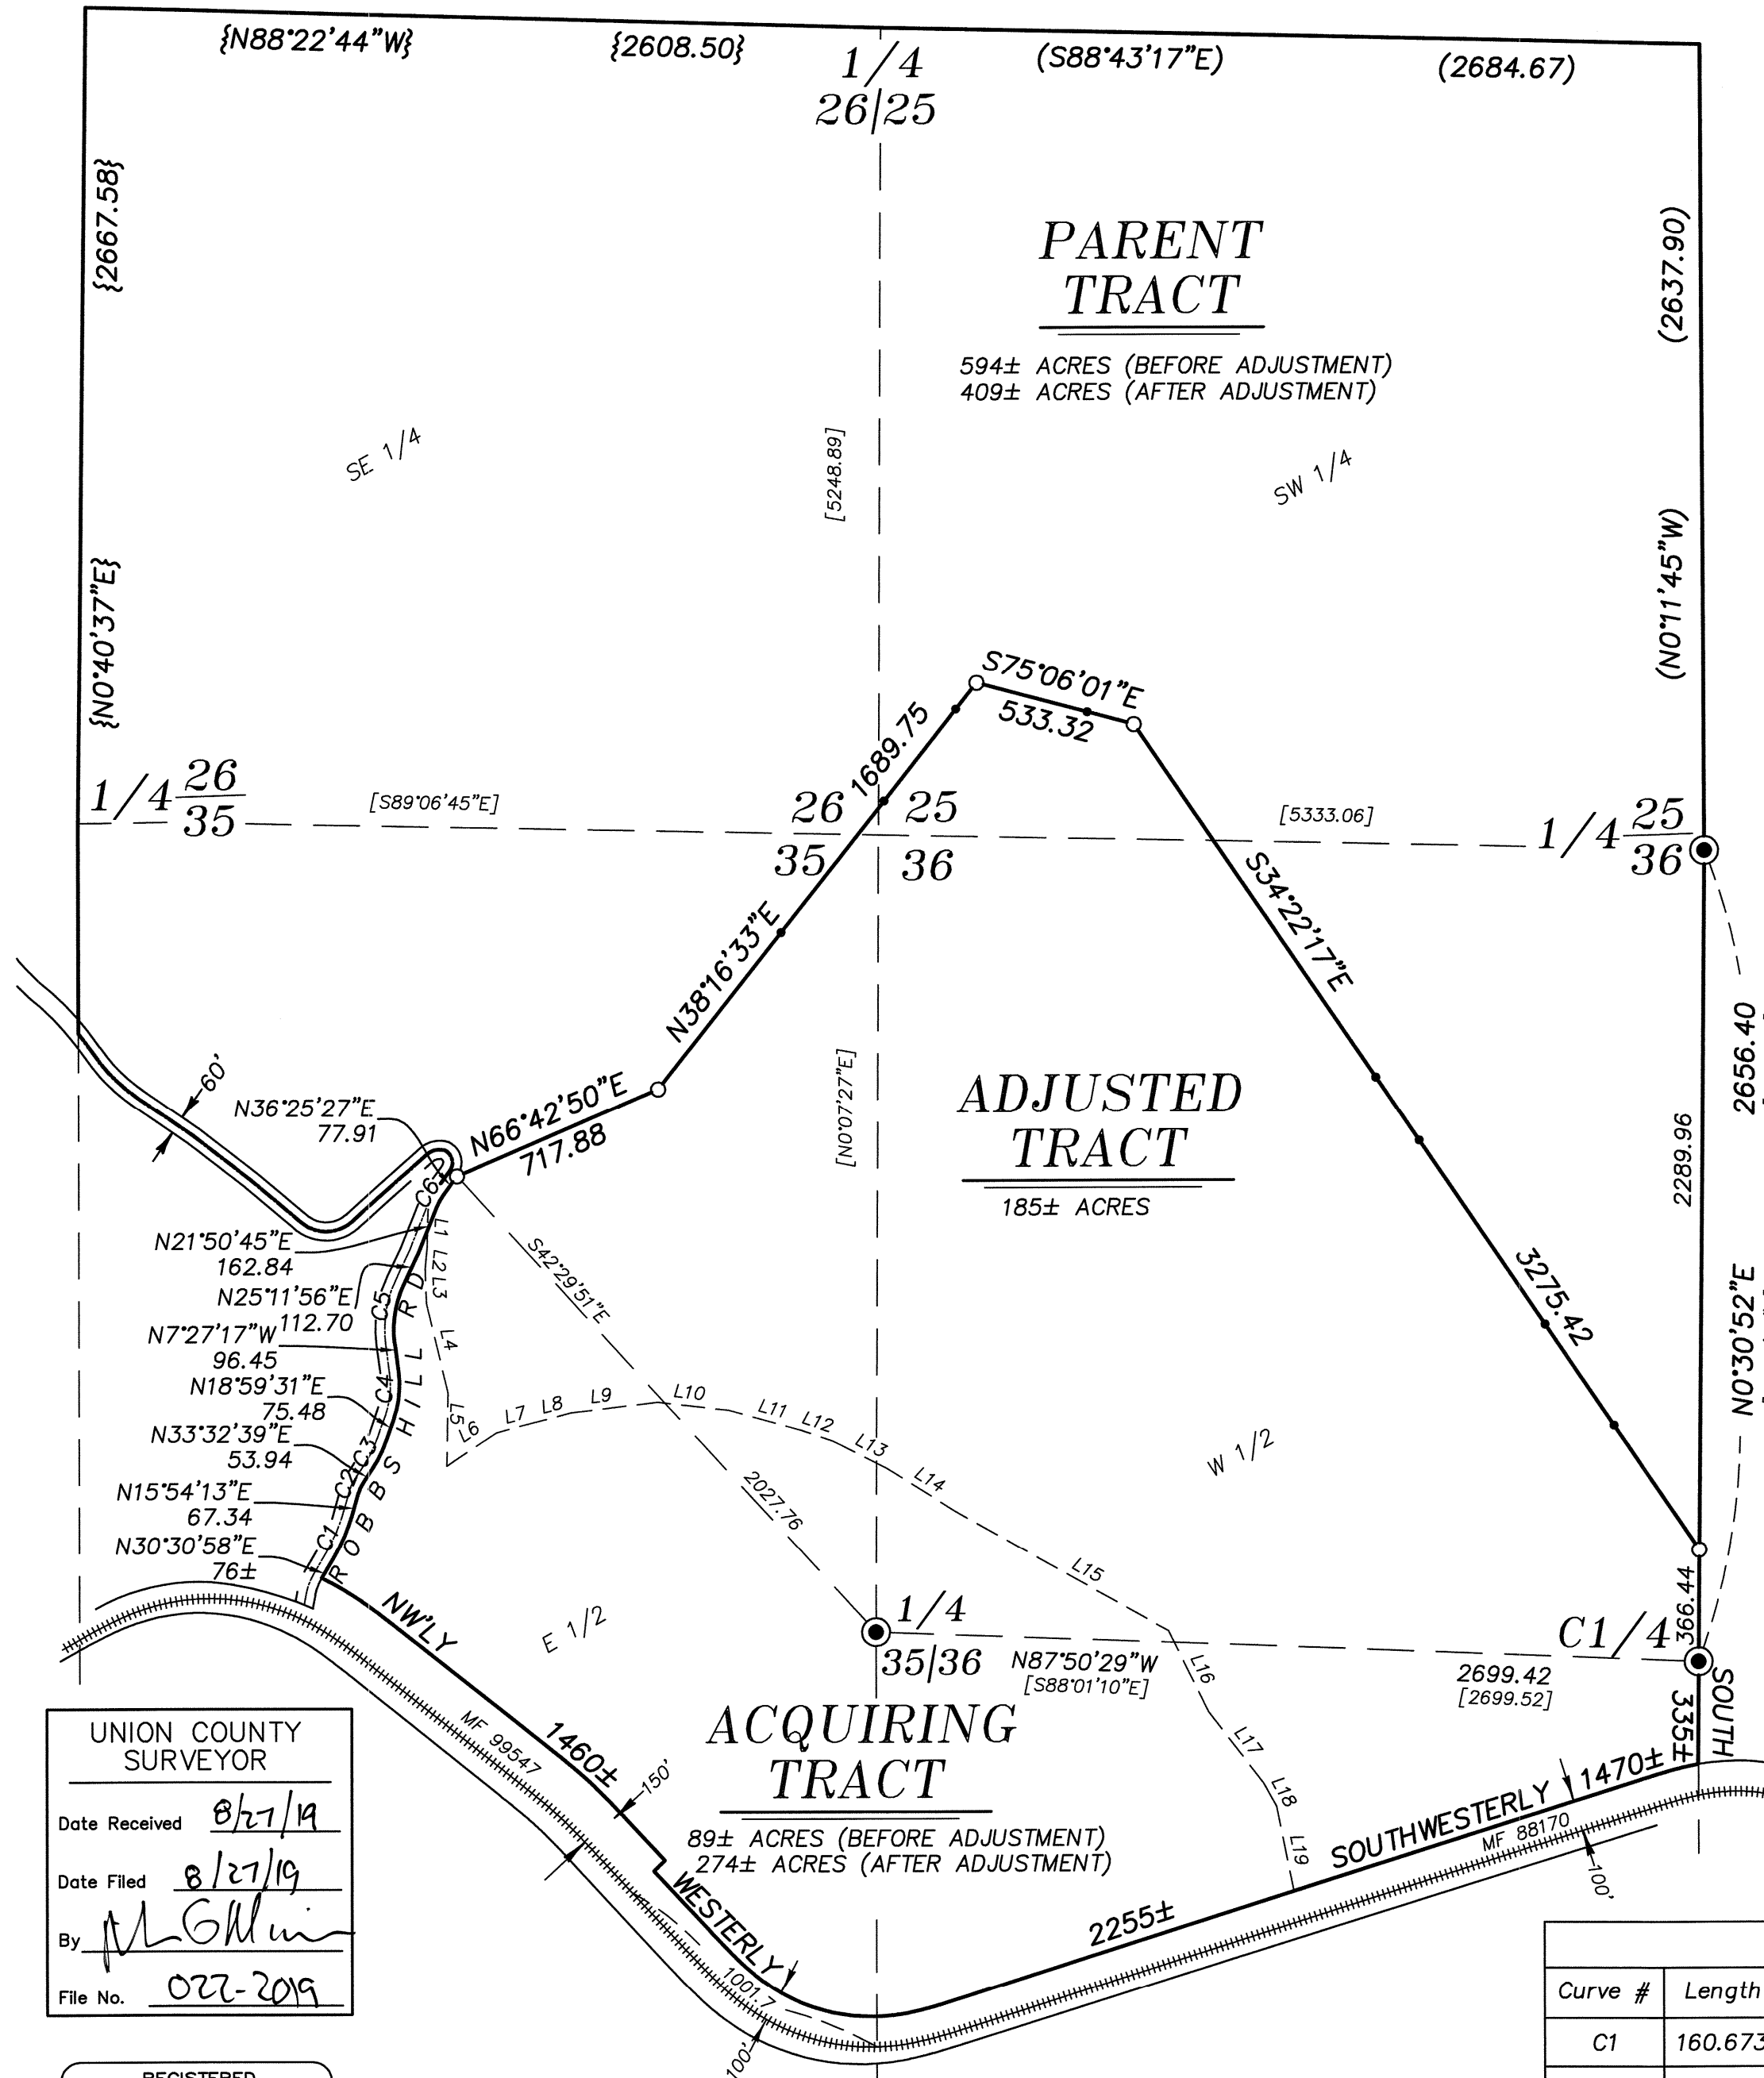 {N88°22'44"W}
{2608.50}
1/4
26|25
(S88°43'17"E)
(2684.67)
{2667.58}
{N0°40'37"E}
(2637.90)
(N0°11'45"W)
PARENT
TRACT
594± ACRES (BEFORE ADJUSTMENT)
409± ACRES (AFTER ADJUSTMENT)
SE 1/4
[5248.89]
SW 1/4
S75°06'01"E
533.32
1689.75
1/4 26
35
[S89°06'45"E]
26
25
35
36
[5333.06]
1/4 25
36
N38°16'33"E
S34°22'17"E
3275.42
2656.40
2289.96
N0°30'52"E
60'
N36°25'27"E
77.91
N66°42'50"E
717.88
[N0°07'27"E]
ADJUSTED
TRACT
185± ACRES
C6
N21°50'45"E
162.84
N25°11'56"E
112.70
N7°27'17"W
96.45
N18°59'31"E
75.48
N33°32'39"E
53.94
N15°54'13"E
67.34
N30°30'58"E
76±
C5
C4
C3
C2
C1
ROBBS HILL RD
L1
L2
L3
L4
L5
L6
L7
L8
L9
L10
L11
L12
L13
L14
L15
L16
L17
L18
L19
S42°29'51"E
2027.76
W 1/2
E 1/2
1/4
35|36
N87°50'29"W
[S88°01'10"E]
C1/4
2699.42
[2699.52]
366.44
335±
SOUTH
NW'LY
1460±
MF 99547
150'
ACQUIRING
TRACT
89± ACRES (BEFORE ADJUSTMENT)
274± ACRES (AFTER ADJUSTMENT)
WESTERLY
1001.7
100'
2255±
SOUTHWESTERLY
1470±
MF 88170
100'
UNION COUNTY
SURVEYOR
Date Received 8/27/19
Date Filed 8/27/19
By
File No. 022-2019
REGISTERED
Curve # Length
C1 160.673